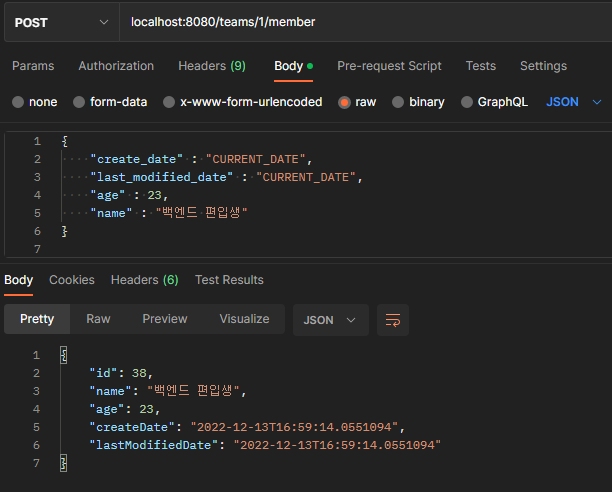 POST localhost:8080/teams/1/member
Params Authorization Headers (9) Body Pre-request Script Tests Settings
none form-data x-www-form-urlencoded raw binary GraphQL JSON
1 {
2 ····"create_date" : "CURRENT_DATE",
3 ····"last_modified_date" : "CURRENT_DATE",
4 ····"age" : 23,
5 ····"name" : "백엔드 편입생"
6 }
7
Body Cookies Headers (6) Test Results
Pretty Raw Preview Visualize JSON
1 {
2 "id": 38,
3 "name": "백엔드 편입생",
4 "age": 23,
5 "createDate": "2022-12-13T16:59:14.0551094",
6 "lastModifiedDate": "2022-12-13T16:59:14.0551094"
7 }